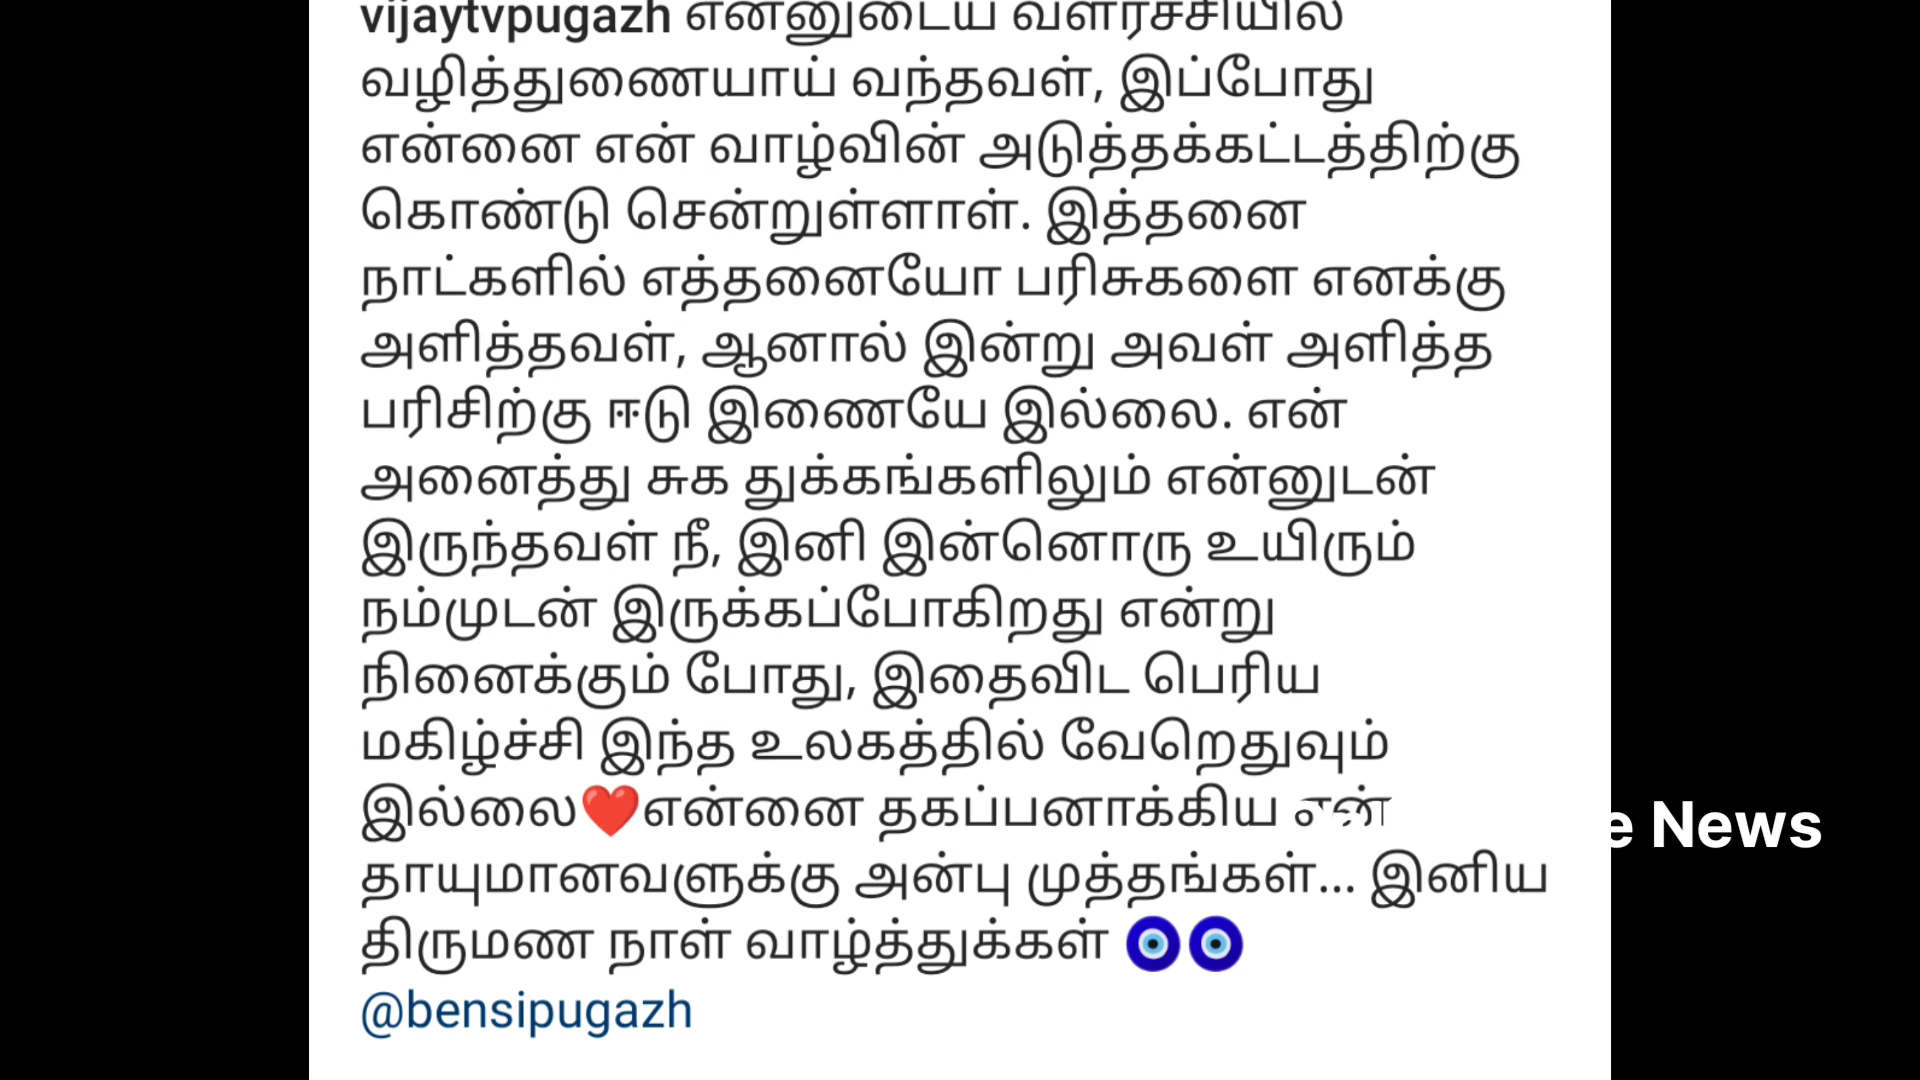 vijaytvpugazh என்னுடைய வளர்ச்சியில்
வழித்துணையாய் வந்தவள், இப்போது
என்னை என் வாழ்வின் அடுத்தக்கட்டத்திற்கு
கொண்டு சென்றுள்ளாள். இத்தனை
நாட்களில் எத்தனையோ பரிசுகளை எனக்கு
அளித்தவள், ஆனால் இன்று அவள் அளித்த
பரிசிற்கு ஈடு இணையே இல்லை. என்
அனைத்து சுக துக்கங்களிலும் என்னுடன்
இருந்தவள் நீ, இனி இன்னொரு உயிரும்
நம்முடன் இருக்கப்போகிறது என்று
நினைக்கும் போது, இதைவிட பெரிய
மகிழ்ச்சி இந்த உலகத்தில் வேறெதுவும்
இல்லை❤️என்னை தகப்பனாக்கிய என்
தாயுமானவளுக்கு அன்பு முத்தங்கள்... இனிய
திருமண நாள் வாழ்த்துக்கள் 🧿🧿
@bensipugazh
News